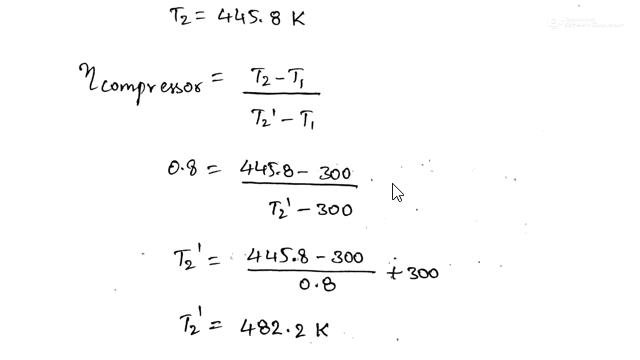 T₂ = 445.8 K
η compressor = (T₂ - T₁) / (T₂' - T₁)
0.8 = (445.8 - 300) / (T₂' - 300)
T₂' = (445.8 - 300) / 0.8 + 300
T₂' = 482.2 K